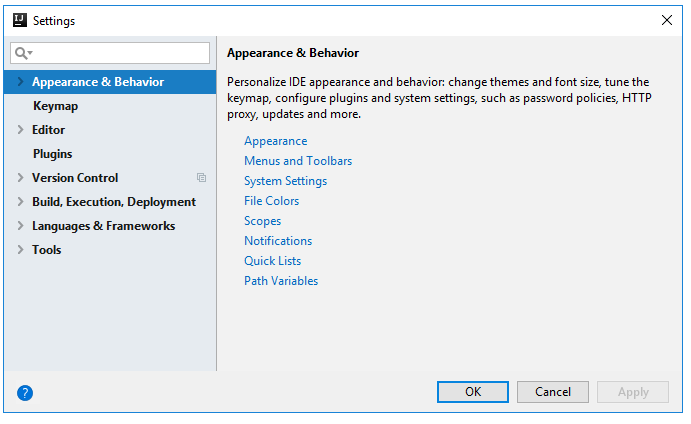 IJ
Settings
Appearance & Behavior
Keymap
Editor
Plugins
Version Control
Build, Execution, Deployment
Languages & Frameworks
Tools
Appearance & Behavior
Personalize IDE appearance and behavior: change themes and font size, tune the
keymap, configure plugins and system settings, such as password policies, HTTP
proxy, updates and more.
Appearance
Menus and Toolbars
System Settings
File Colors
Scopes
Notifications
Quick Lists
Path Variables
?
OK
Cancel
Apply